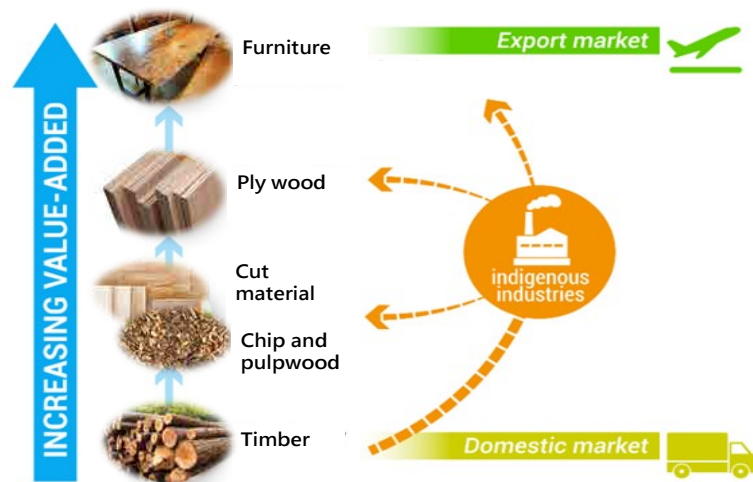 INCREASING VALUE-ADDED
Furniture
Export market
Ply wood
indigenous
industries
Cut
material
Chip and
pulpwood
Timber
Domestic market